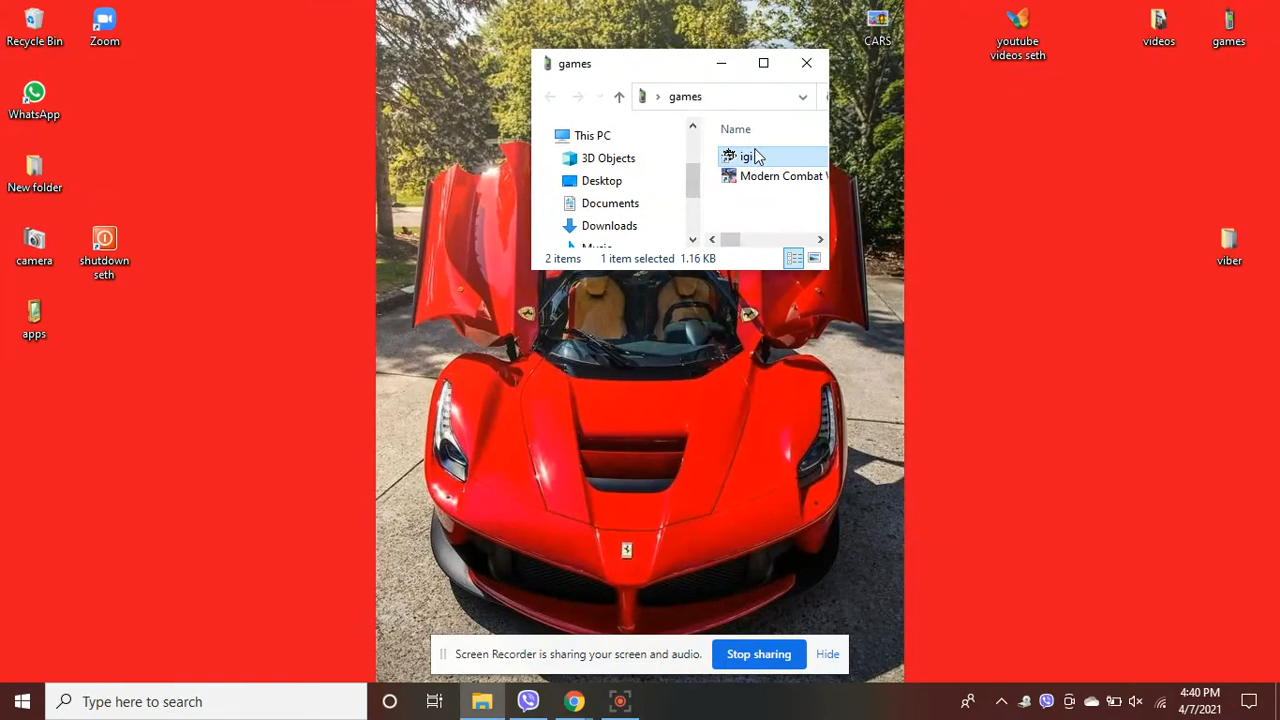 Recycle Bin
Zoom
CARS
youtube
videos seth
videos
games
WhatsApp
New folder
camera
shutdown
seth
apps
viber
games
games
This PC
3D Objects
Desktop
Documents
Downloads
Name
igi
Modern Combat
2 items 1 item selected 1.16 KB
Screen Recorder is sharing your screen and audio. Stop sharing Hide
Type here to search
4:40 PM
4/7/2021